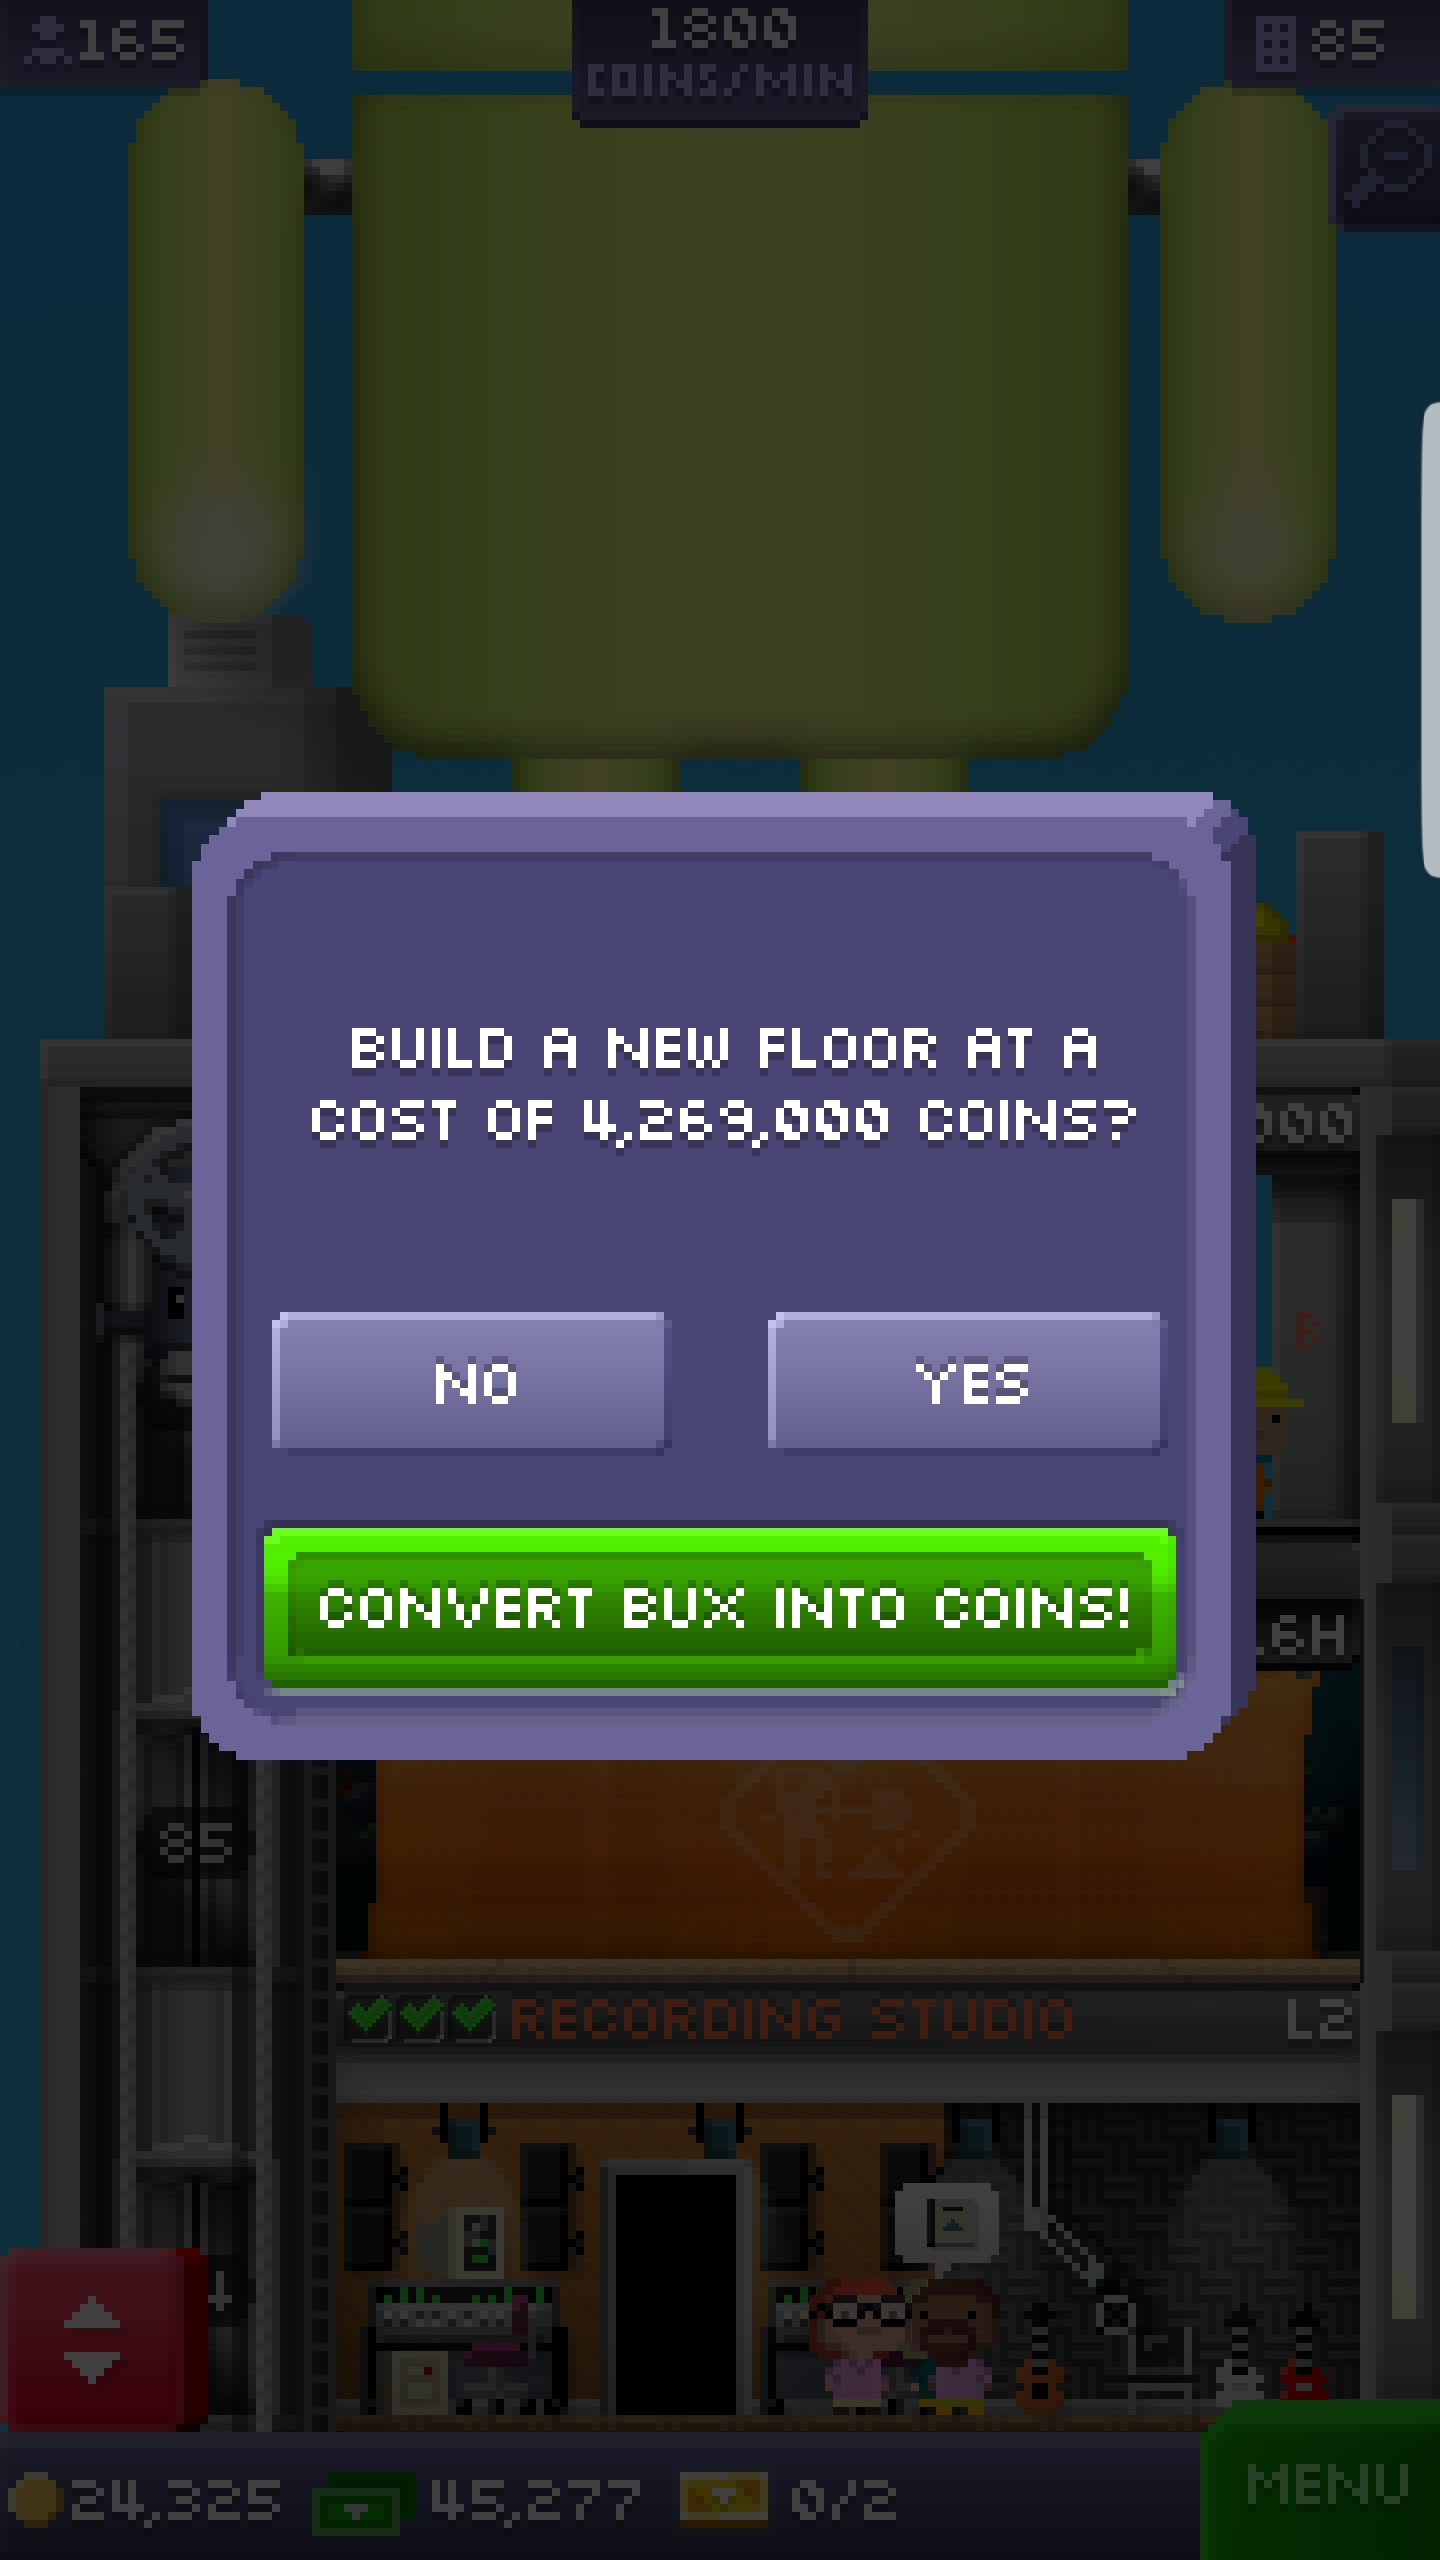 165
1800
COINS/MIN
85
BUILD A NEW FLOOR AT A
COST OF 4,269,000 COINS?
000
B
NO
YES
CONVERT BUX INTO COINS!
6H
85
RECORDING STUDIO
L2
24,325
45,277
0/2
MENU